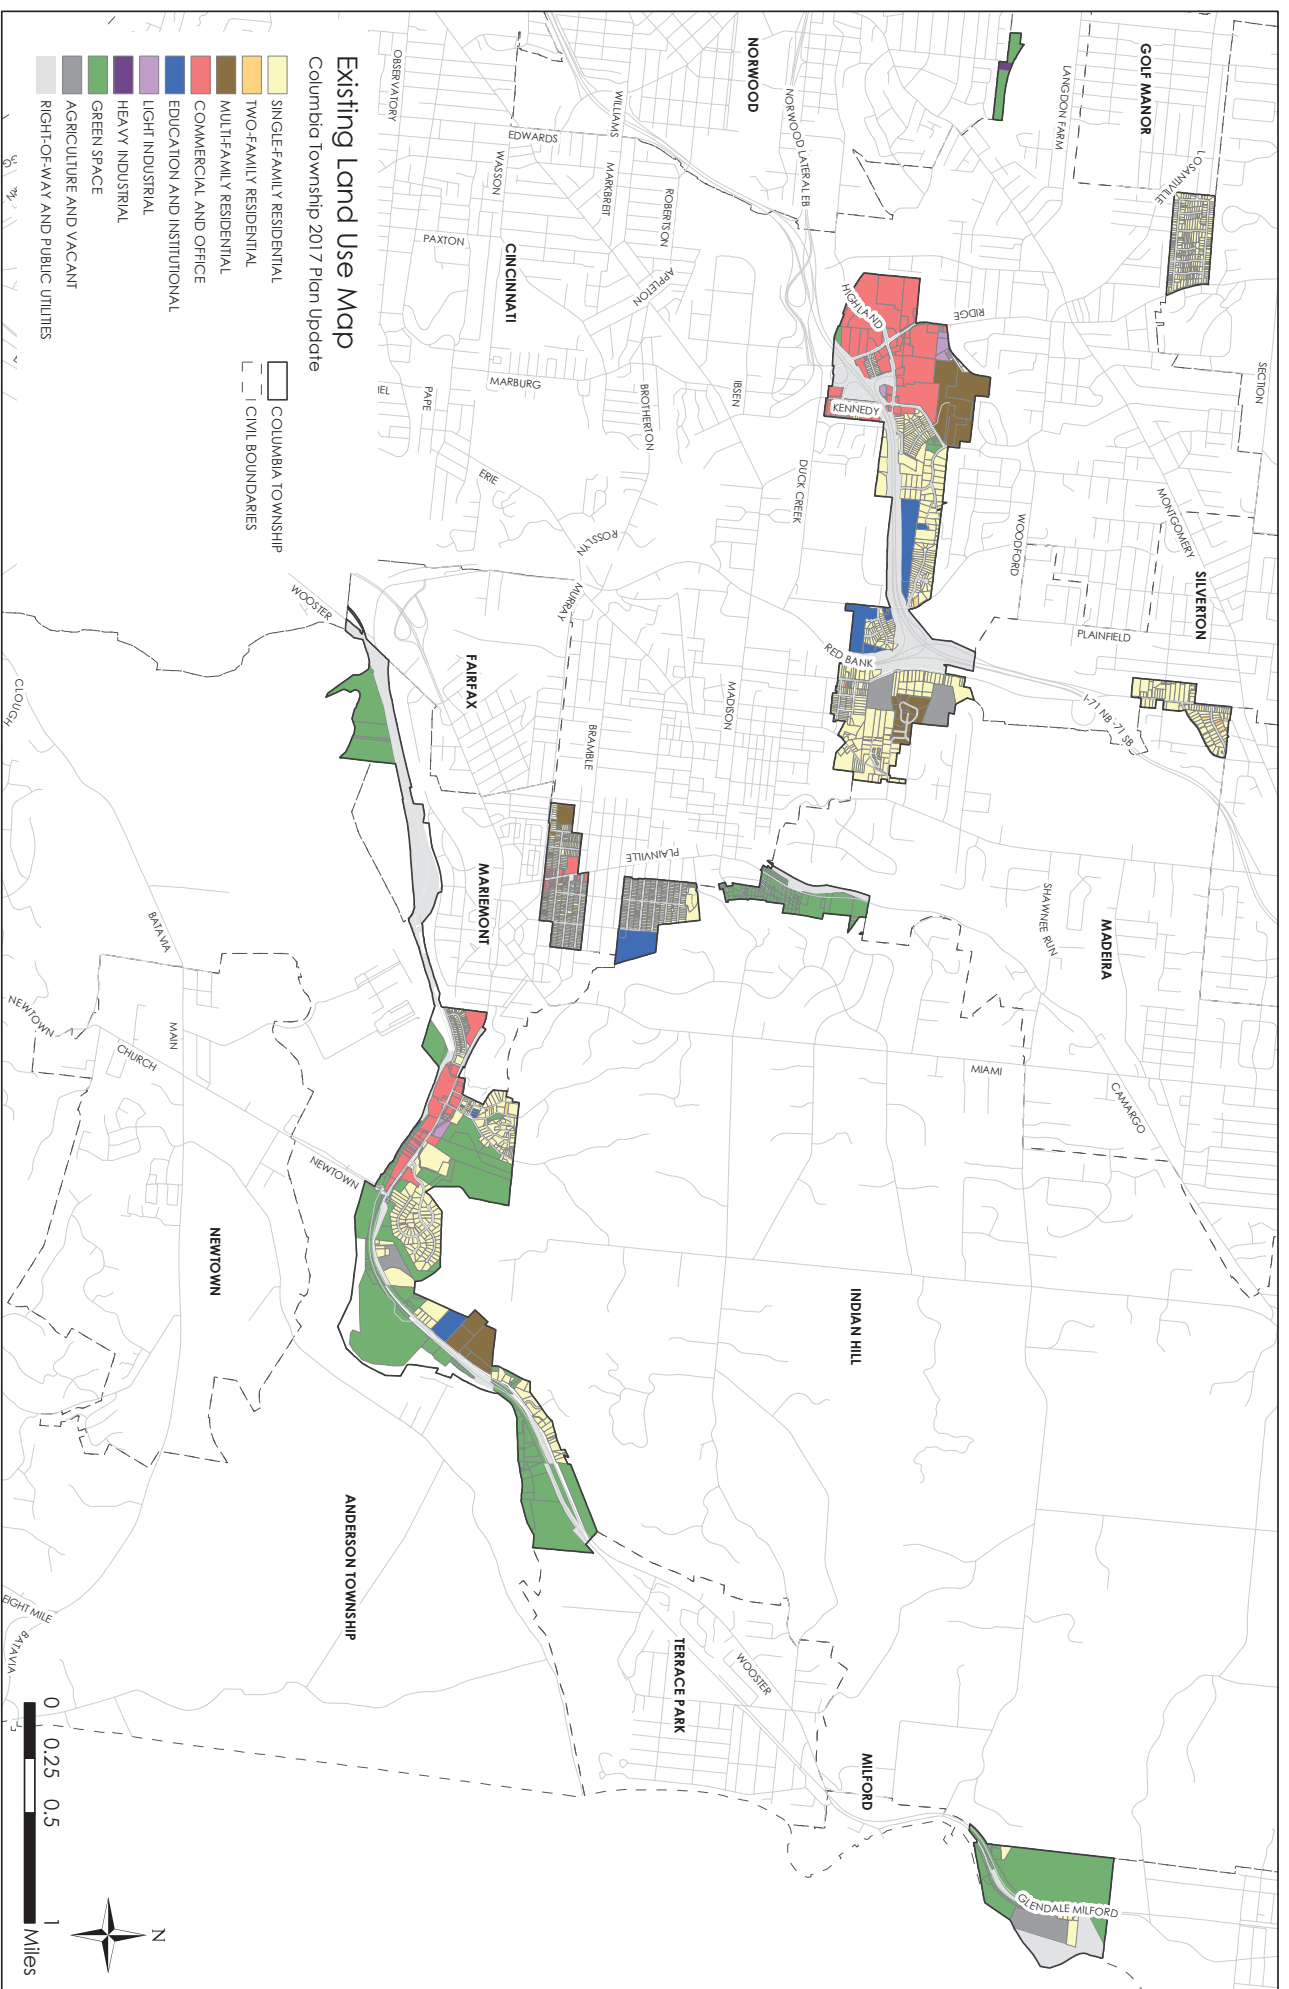 Existing Land Use Map
Columbia Township 2017 Plan Update
SINGLE-FAMILY RESIDENTIAL
TWO-FAMILY RESIDENTIAL
MULTI-FAMILY RESIDENTIAL
COMMERCIAL AND OFFICE
EDUCATION AND INSTITUTIONAL
LIGHT INDUSTRIAL
HEAVY INDUSTRIAL
GREEN SPACE
AGRICULTURE AND VACANT
RIGHT-OF-WAY AND PUBLIC UTILITIES
COLUMBIA TOWNSHIP
CIVIL BOUNDARIES
GOLF MANOR
LANGDON FARM
LOSANTIVILLE
SECTION
NORWOOD
NORWOOD LATERAL EB
WILLIAMS
EDWARDS
OBSERVATORY
WASSON
MARKBREIT
ROBERTSON
PAXTON
CINCINNATI
APPLETON
HIGHLAND
RIDGE
KENNEDY
MARBURG
PAPE
BROTHERTON
IBSEN
ERIE
DUCK CREEK
ROSSLYN
WOODFORD
MONTGOMERY
SILVERTON
PLAINFIELD
I-71 NB -71 SB
RED BANK
MURRAY
WOOSTER
FAIRFAX
MADISON
BRAMBLE
PLAINVILLE
MARIEMONT
SHAWNEE RUN
MADEIRA
MIAMI
CAMARGO
CLOUGH
BATAVIA
NEWTOWN
MAIN
CHURCH
NEWTOWN
NEWTOWN
INDIAN HILL
ANDERSON TOWNSHIP
EIGHT MILE
BATAVIA
TERRACE PARK
WOOSTER
MILFORD
GLENDALE MILFORD
0 0.25 0.5 1
Miles
N